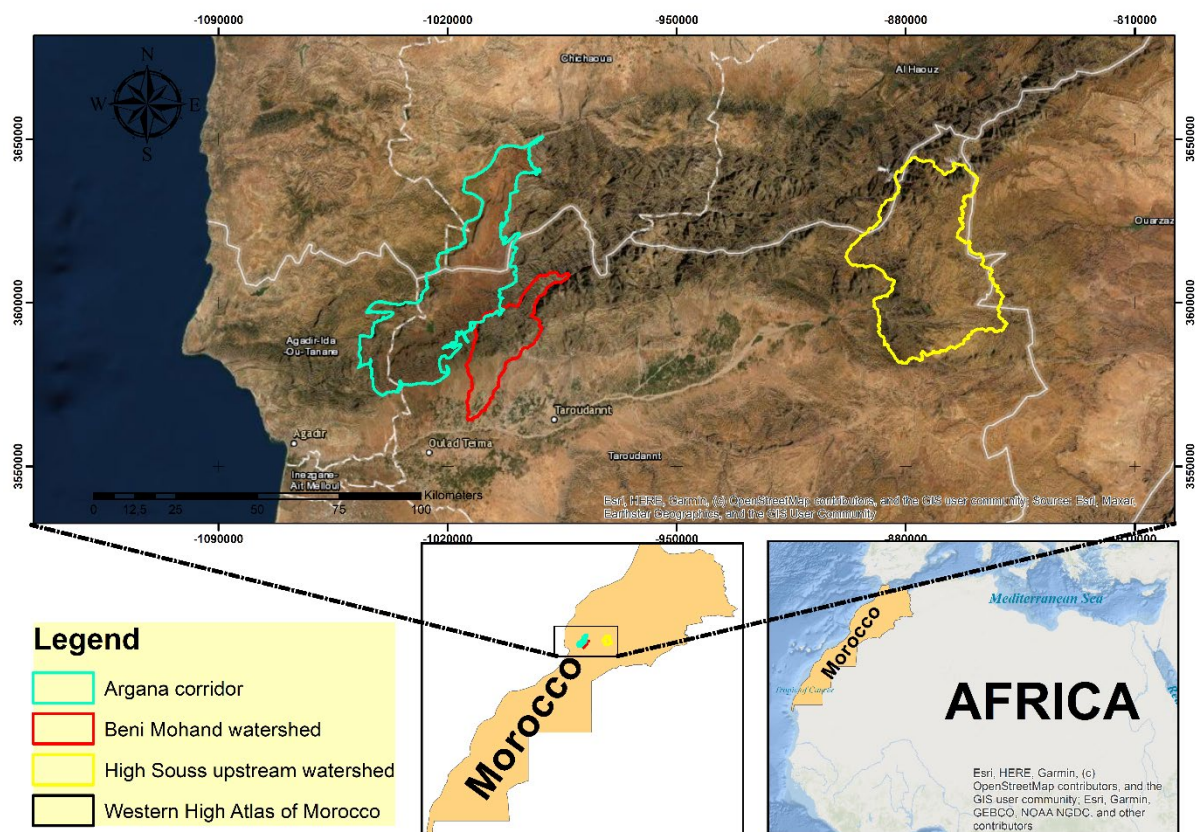 -1090000
-1020000
-950000
-880000
-810000
N
W
E
S
Chichaoua
Al Haouz
3650000
3650000
Ouarzaz
3600000
3600000
Agadir-Ida
-Ou-Tanane
Taroudannt
Agadir
Oulad Teima
Taroudannt
3550000
3550000
Inezgane-
Ait Melloul
Kilometers
0 12.5 25 50 75 100
Esri, HERE, Garmin, (c) OpenStreetMap contributors, and the GIS user community; Source: Esri, Maxar,
Earthstar Geographics, and the GIS User Community
-1090000
-1020000
-950000
-880000
-810000
Legend
Argana corridor
Beni Mohand watershed
High Souss upstream watershed
Western High Atlas of Morocco
Morocco
Mediterranean Sea
Morocco
Tropic of Cancer
AFRICA
Esri, HERE, Garmin, (c)
OpenStreetMap contributors, and the
GIS user community; Esri, Garmin,
GEBCO, NOAA NGDC, and other
contributors